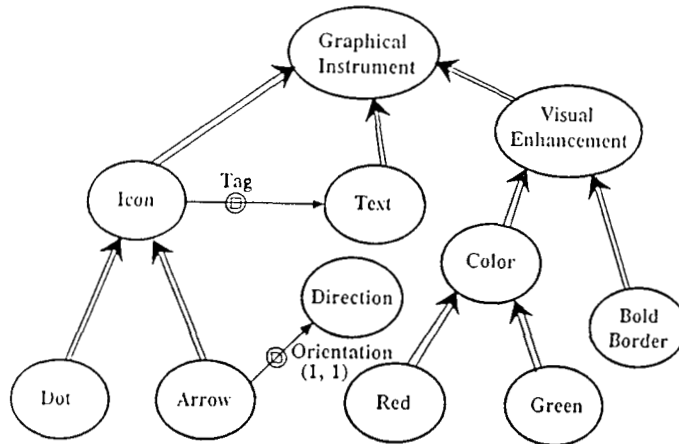 Graphical
Instrument
Visual
Enhancement
Tag
Icon
Text
Color
Direction
Bold
Border
Orientation
(1, 1)
Dot
Arrow
Red
Green